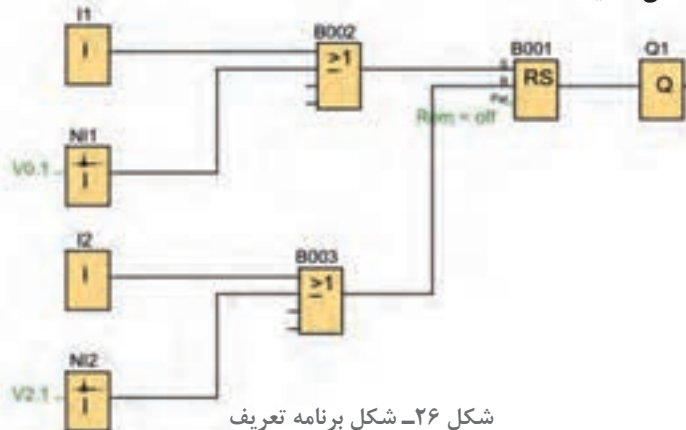 I1
I
B002
≥1
B001
S
R
Par
RS
Q1
Q
Rem = off
NI1
V0.1
I
I2
I
B003
≥1
NI2
V2.1
I
شکل ۲۶ـ شکل برنامه تعریف